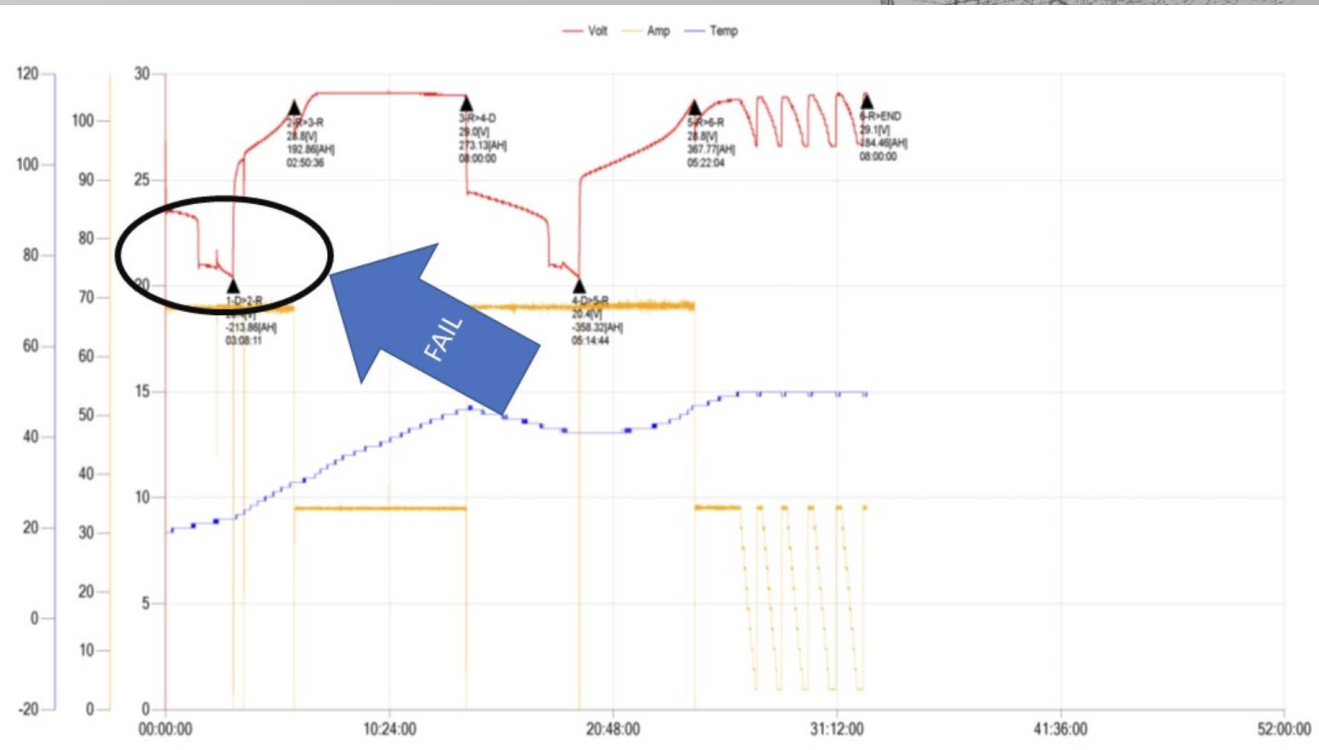 Volt Amp Temp
120
100
80
60
40
20
0
-20
100
90
80
70
60
50
40
30
20
10
0
30
25
20
15
10
5
0
2-R>3-R
28.8[V]
192.86[AH]
02:50:36
3-R>4-D
29.0[V]
273.13[AH]
08:00:00
5-R>6-R
28.8[V]
367.77[AH]
05:22:04
6-R>END
29.1[V]
484.46[AH]
08:00:00
1-D>2-R
-213.86[AH]
03:08:11
4-D>5-R
20.4[V]
-358.32[AH]
05:14:44
FAIL
00:00:00 10:24:00 20:48:00 31:12:00 41:36:00 52:00:00